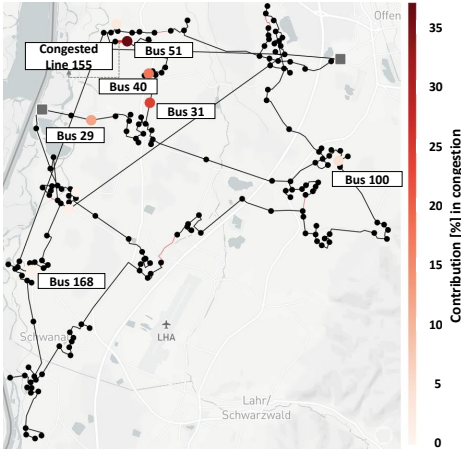 Offen
Congested
Line 155
Bus 51
Bus 40
Bus 31
Bus 29
Bus 100
Bus 168
Schwanau
LHA
Lahr/
Schwarzwald
35
30
25
20
15
10
5
0
Contribution [%] in congestion